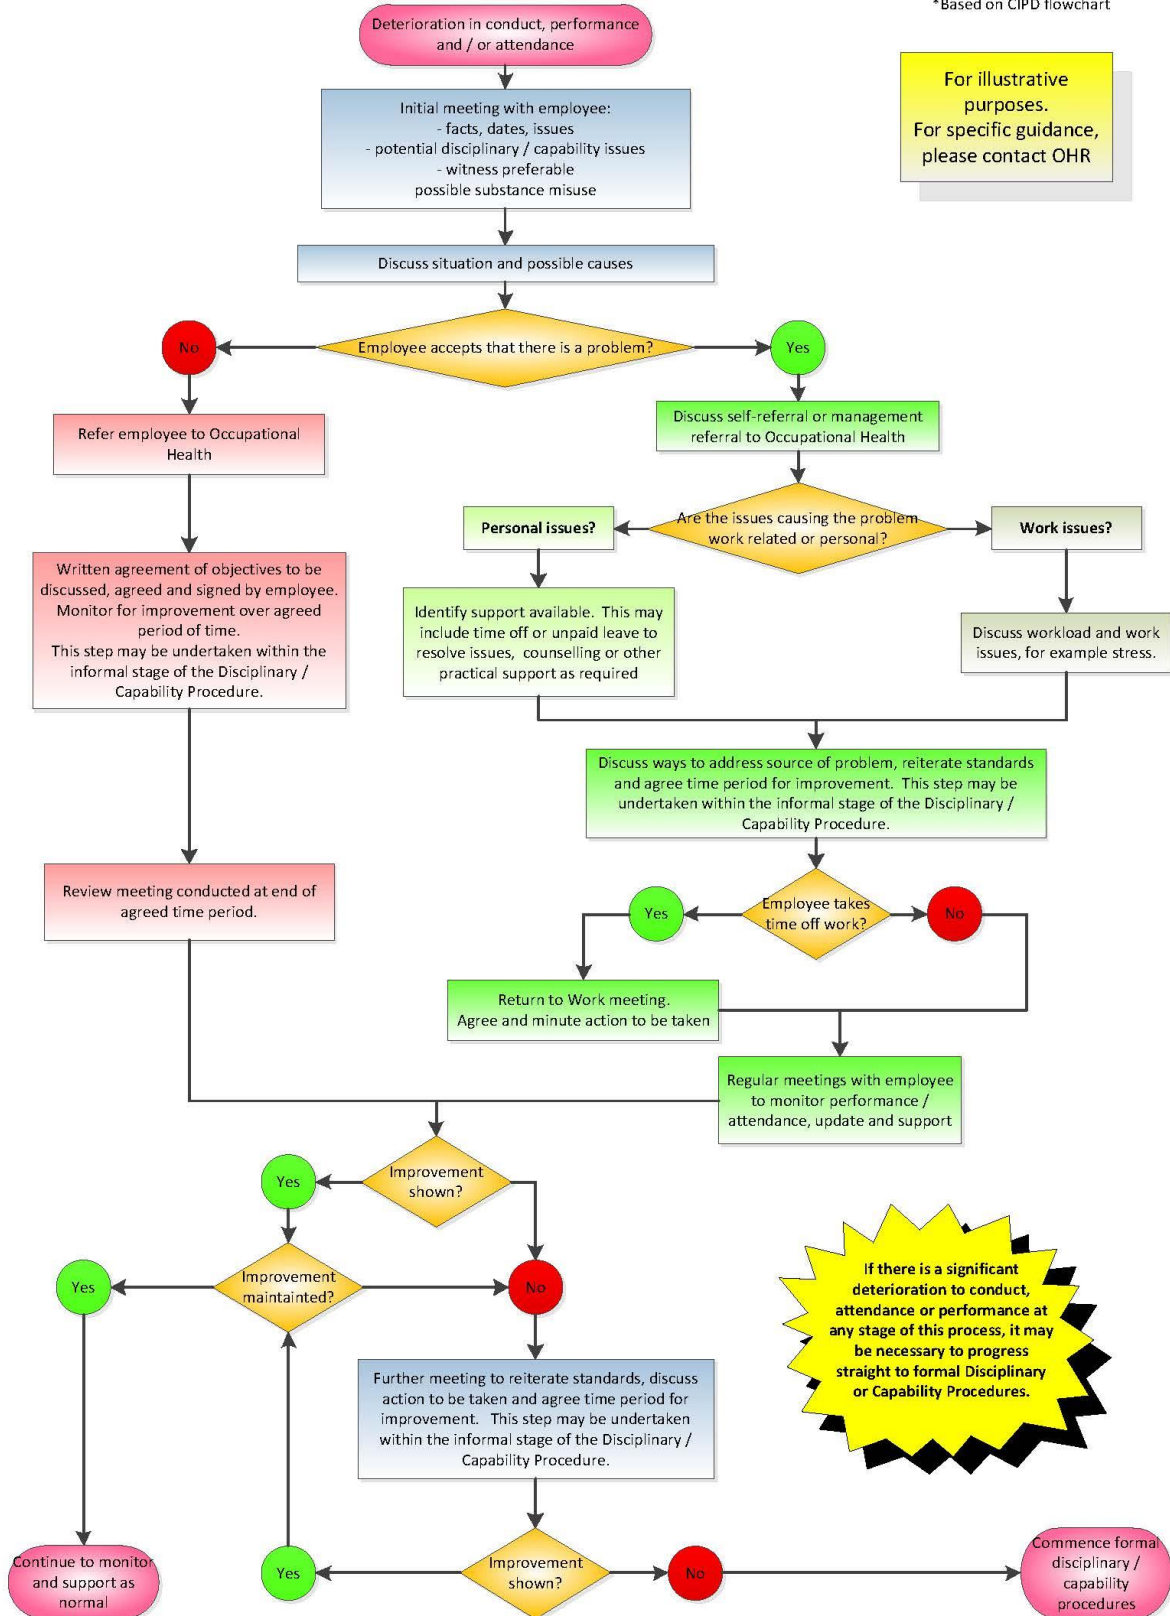 *Based on CIPD flowchart
Deterioration in conduct, performance
and / or attendance
For illustrative
purposes.
For specific guidance,
please contact OHR
Initial meeting with employee:
- facts, dates, issues
- potential disciplinary / capability issues
- witness preferable
possible substance misuse
Discuss situation and possible causes
No
Employee accepts that there is a problem?
Yes
Refer employee to Occupational
Health
Discuss self-referral or management
referral to Occupational Health
Personal issues?
Are the issues causing the problem
work related or personal?
Work issues?
Written agreement of objectives to be
discussed, agreed and signed by employee.
Monitor for improvement over agreed
period of time.
This step may be undertaken within the
informal stage of the Disciplinary /
Capability Procedure.
Identify support available.  This may
include time off or unpaid leave to
resolve issues,  counselling or other
practical support as required
Discuss workload and work
issues, for example stress.
Discuss ways to address source of problem, reiterate standards
and agree time period for improvement.  This step may be
undertaken within the informal stage of the Disciplinary /
Capability Procedure.
Review meeting conducted at end of
agreed time period.
Yes
Employee takes
time off work?
No
Return to Work meeting.
Agree and minute action to be taken
Regular meetings with employee
to monitor performance /
attendance, update and support
Yes
Improvement
shown?
Yes
Improvement
maintainted?
No
If there is a significant
deterioration to conduct,
attendance or performance at
any stage of this process, it may
be necessary to progress
straight to formal Disciplinary
or Capability Procedures.
Further meeting to reiterate standards, discuss
action to be taken and agree time period for
improvement.   This step may be undertaken
within the informal stage of the Disciplinary /
Capability Procedure.
Continue to monitor
and support as
normal
Yes
Improvement
shown?
No
Commence formal
disciplinary /
capability
procedures